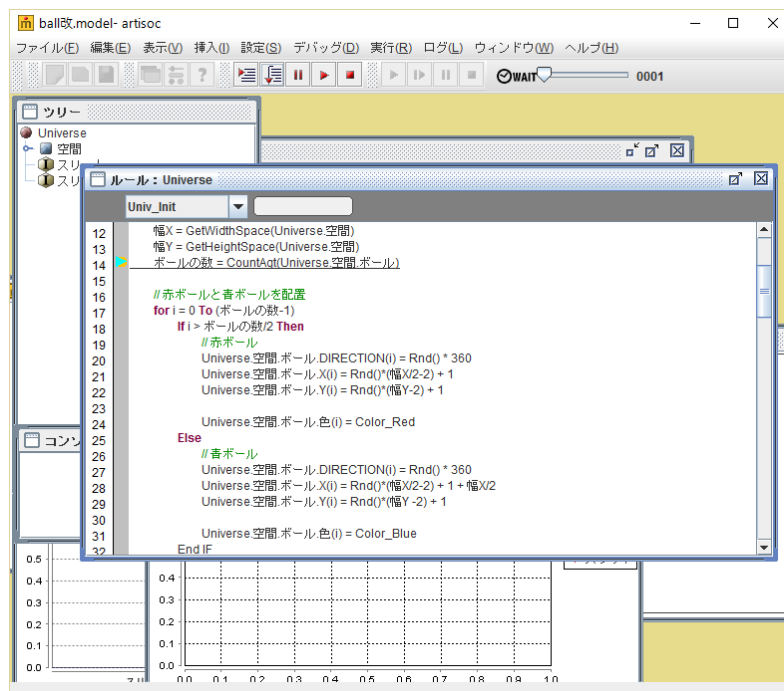 ball改.model- artisoc
ファイル(F) 編集(E) 表示(V) 挿入(I) 設定(S) デバッグ(D) 実行(R) ログ(L) ウィンドウ(W) ヘルプ(H)
WAIT 0001
ツリー
Universe
空間
スリ
スリ
ルール：Universe
Univ_Init
12 幅X = GetWidthSpace(Universe.空間)
13 幅Y = GetHeightSpace(Universe.空間)
14 ボールの数 = CountAgt(Universe.空間.ボール)
15
16 //赤ボールと青ボールを配置
17 for i = 0 To (ボールの数-1)
18 If i > ボールの数/2 Then
19 //赤ボール
20 Universe.空間.ボール.DIRECTION(i) = Rnd() * 360
21 Universe.空間.ボール.X(i) = Rnd()*(幅X/2-2) + 1
22 Universe.空間.ボール.Y(i) = Rnd()*(幅Y-2) + 1
23
24 Universe.空間.ボール.色(i) = Color_Red
25 Else
26 //青ボール
27 Universe.空間.ボール.DIRECTION(i) = Rnd() * 360
28 Universe.空間.ボール.X(i) = Rnd()*(幅X/2-2) + 1 + 幅X/2
29 Universe.空間.ボール.Y(i) = Rnd()*(幅Y -2) + 1
30
31 Universe.空間.ボール.色(i) = Color_Blue
32 End IF
コンソ
0.5
0.4
0.3
0.2
0.1
0.0
0.4
0.3
0.2
0.1
0.0
0.0 0.1 0.2 0.3 0.4 0.5 0.6 0.7 0.8 0.9 1.0